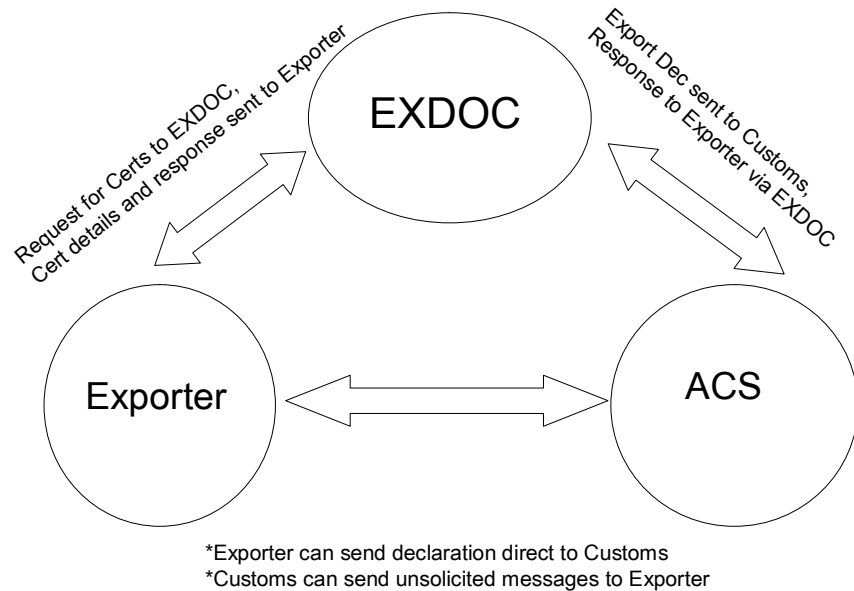 EXDOC
Request for Certs to EXDOC,
Cert details and response sent to Exporter
Export Dec sent to Customs,
Response to Exporter via EXDOC
Exporter
ACS
*Exporter can send declaration direct to Customs
*Customs can send unsolicited messages to Exporter